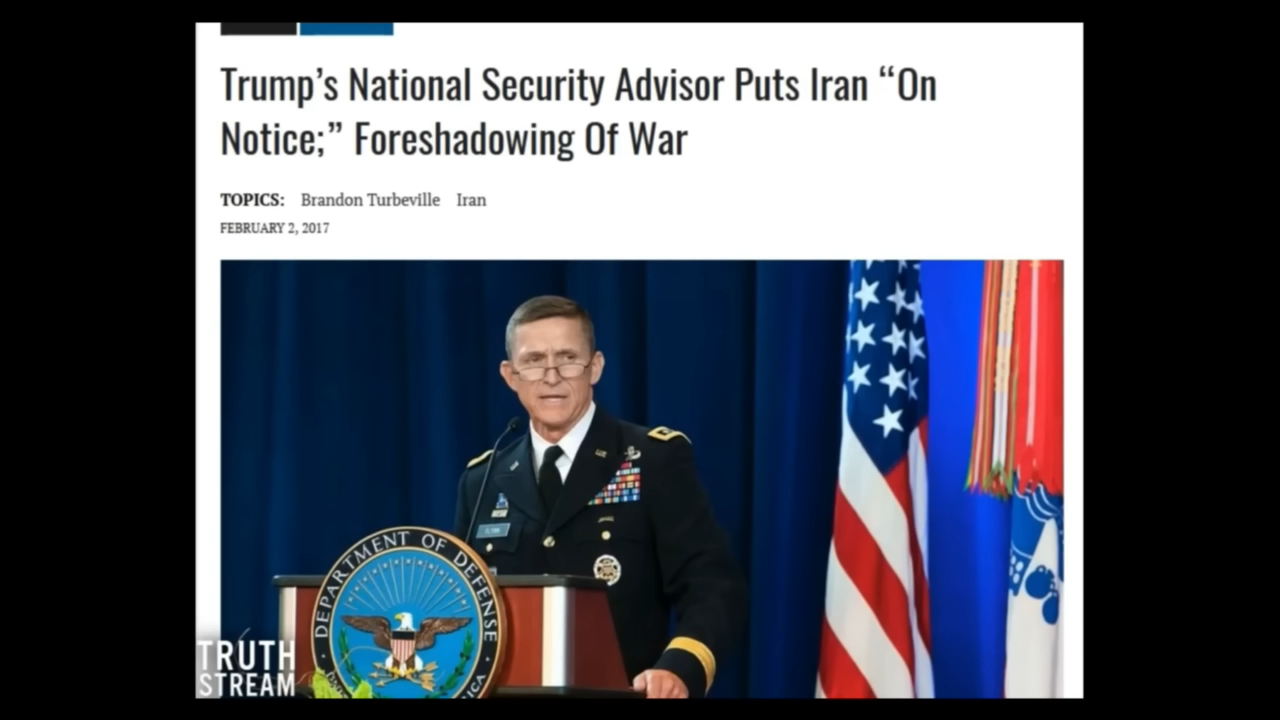 Trump’s National Security Advisor Puts Iran “On
Notice;” Foreshadowing Of War
TOPICS: Brandon Turbeville Iran
FEBRUARY 2, 2017
DEPARTMENT OF DEFENSE
TRUTH
STREAM